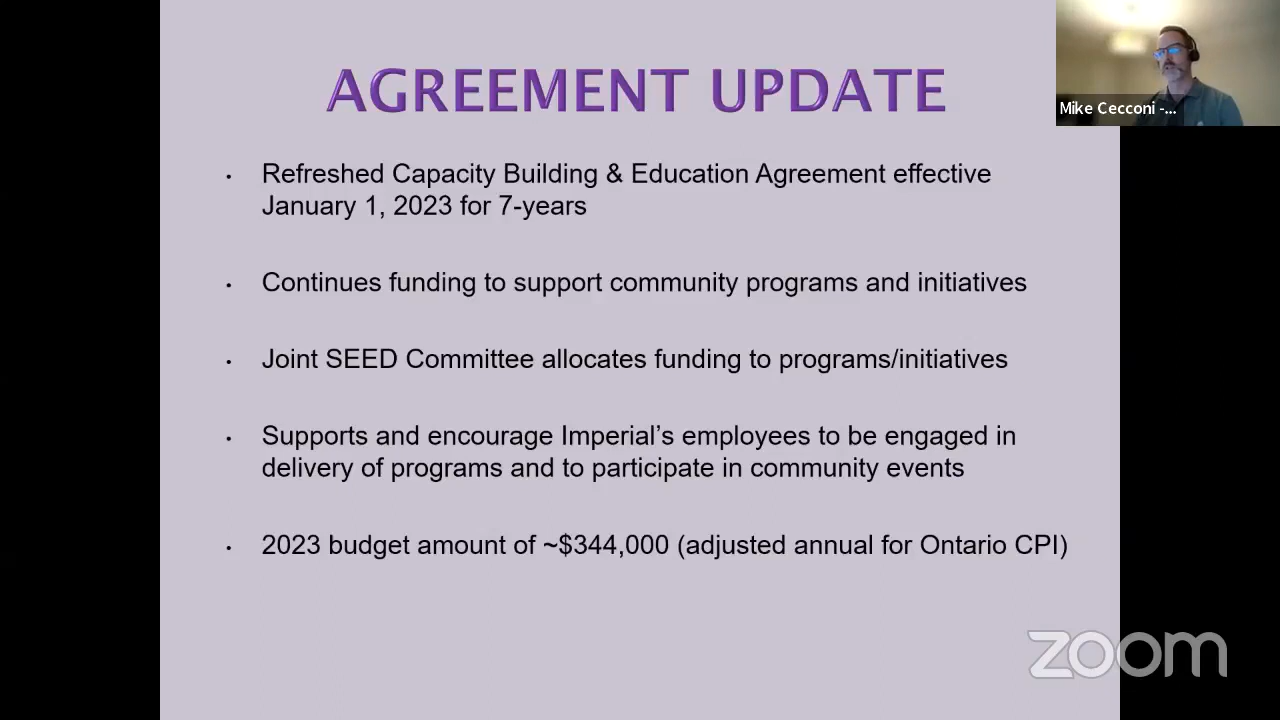 AGREEMENT UPDATE
Mike Cecconi -...
• Refreshed Capacity Building & Education Agreement effective
January 1, 2023 for 7-years
• Continues funding to support community programs and initiatives
• Joint SEED Committee allocates funding to programs/initiatives
• Supports and encourage Imperial’s employees to be engaged in
delivery of programs and to participate in community events
• 2023 budget amount of ~$344,000 (adjusted annual for Ontario CPI)
zoom